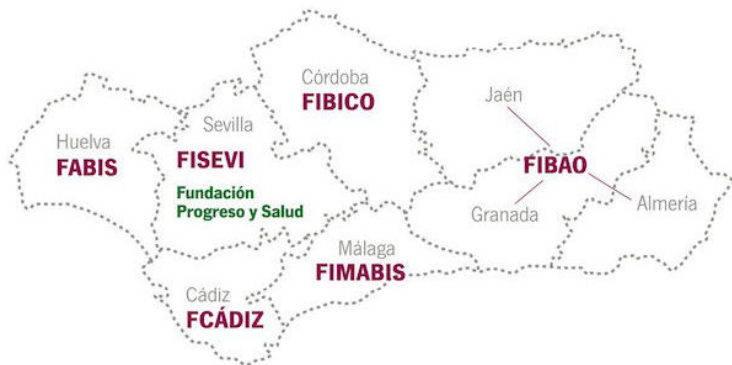 Córdoba
FIBICO
Jaén
Huelva
FABIS
Sevilla
FISEVI
Fundación
Progreso y Salud
FIBAO
Granada
Almería
Málaga
FIMABIS
Cádiz
FCÁDIZ